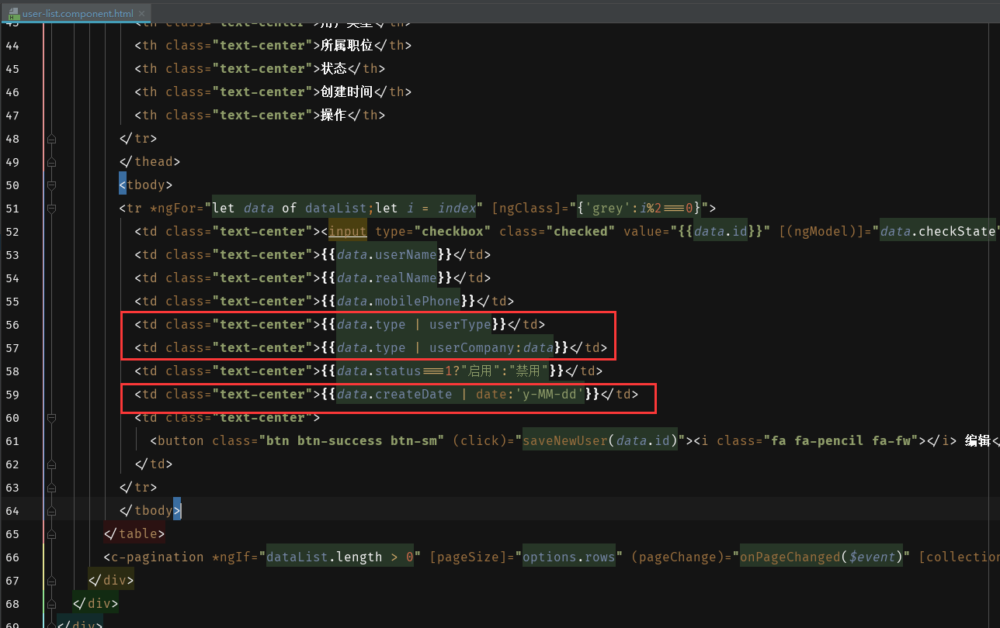 user-list.component.html
43 <th class="text-center">用户类型</th>
44 <th class="text-center">所属职位</th>
45 <th class="text-center">状态</th>
46 <th class="text-center">创建时间</th>
47 <th class="text-center">操作</th>
48 </tr>
49 </thead>
50 <tbody>
51 <tr *ngFor="let data of dataList;let i = index" [ngClass]="{'grey':i%2===0}">
52 <td class="text-center"><input type="checkbox" class="checked" value="{{data.id}}" [(ngModel)]="data.checkState"
53 <td class="text-center">{{data.userName}}</td>
54 <td class="text-center">{{data.realName}}</td>
55 <td class="text-center">{{data.mobilePhone}}</td>
56 <td class="text-center">{{data.type | userType}}</td>
57 <td class="text-center">{{data.type | userCompany:data}}</td>
58 <td class="text-center">{{data.status===1?"启用":"禁用"}}</td>
59 <td class="text-center">{{data.createDate | date:'y-MM-dd'}}</td>
60 <td class="text-center">
61 <button class="btn btn-success btn-sm" (click)="saveNewUser(data.id)"><i class="fa fa-pencil fa-fw"></i> 编辑<
62 </td>
63 </tr>
64 </tbody>
65 </table>
66 <c-pagination *ngIf="dataList.length > 0" [pageSize]="options.rows" (pageChange)="onPageChanged($event)" [collection
67 </div>
68 </div>
69 </div>